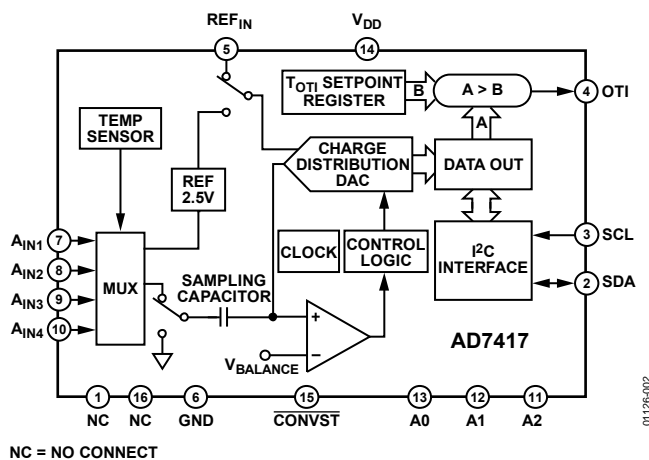 REFIN
VDD
5
14
TOTI SETPOINT
REGISTER
B
A > B
4
OTI
A
TEMP
SENSOR
CHARGE
DISTRIBUTION
DAC
DATA OUT
REF
2.5V
AIN1
7
AIN2
8
AIN3
9
AIN4
10
MUX
CLOCK
CONTROL
LOGIC
I2C
INTERFACE
3
SCL
2
SDA
SAMPLING
CAPACITOR
+
–
VBALANCE
AD7417
1
16
6
15
13
12
11
NC
NC
GND
CONVST
A0
A1
A2
NC = NO CONNECT
01126-002